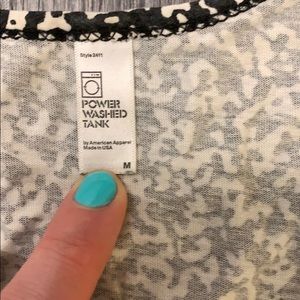 Style 2411
POWER
WASHED
TANK
by American Apparel
Made in USA
M